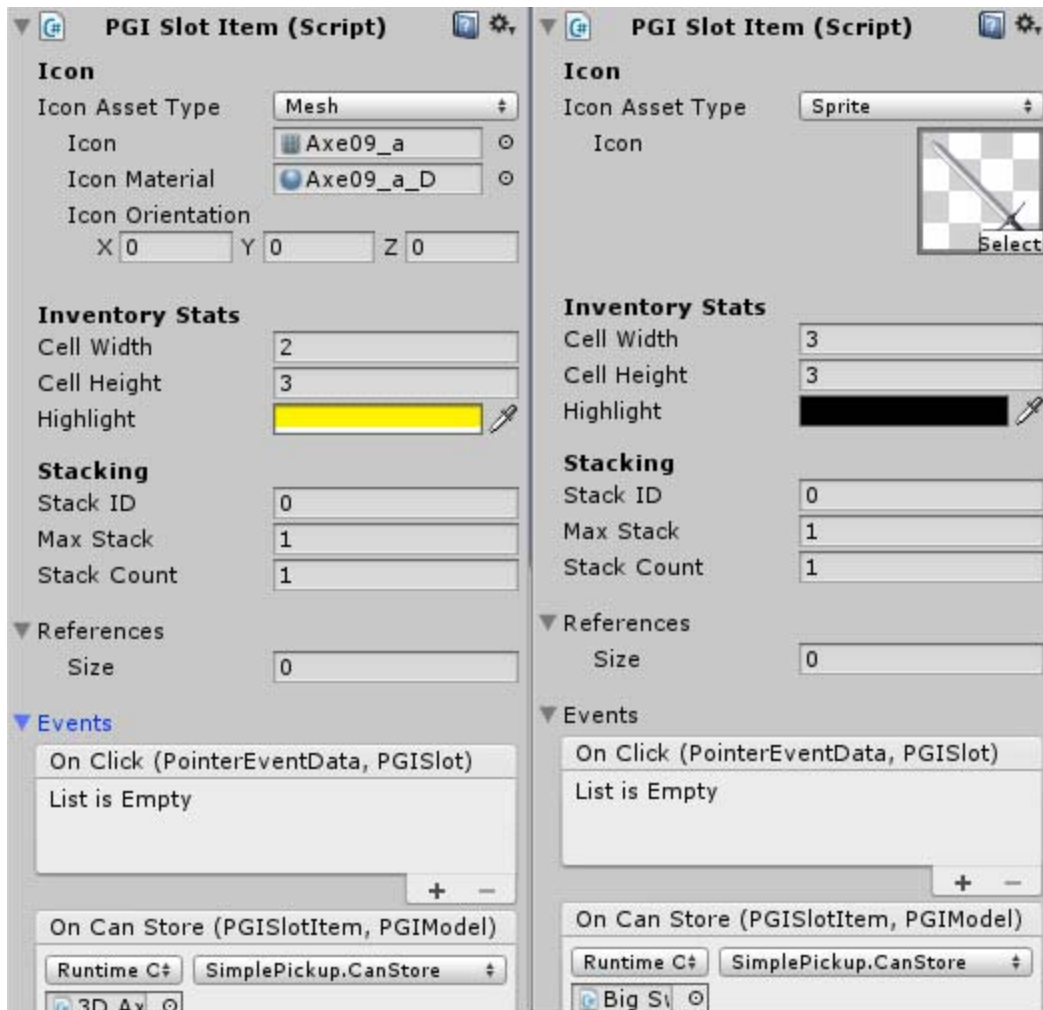 PGI Slot Item (Script)
Icon
Icon Asset Type Mesh
Icon Axe09_a
Icon Material Axe09_a_D
Icon Orientation
X 0 Y 0 Z 0
Inventory Stats
Cell Width 2
Cell Height 3
Highlight
Stacking
Stack ID 0
Max Stack 1
Stack Count 1
References
Size 0
Events
On Click (PointerEventData, PGISlot)
List is Empty
+ −
On Can Store (PGISlotItem, PGIModel)
Runtime C SimplePickup.CanStore
3D Ax
PGI Slot Item (Script)
Icon
Icon Asset Type Sprite
Icon
Select
Inventory Stats
Cell Width 3
Cell Height 3
Highlight
Stacking
Stack ID 0
Max Stack 1
Stack Count 1
References
Size 0
Events
On Click (PointerEventData, PGISlot)
List is Empty
+ −
On Can Store (PGISlotItem, PGIModel)
Runtime C SimplePickup.CanStore
Big